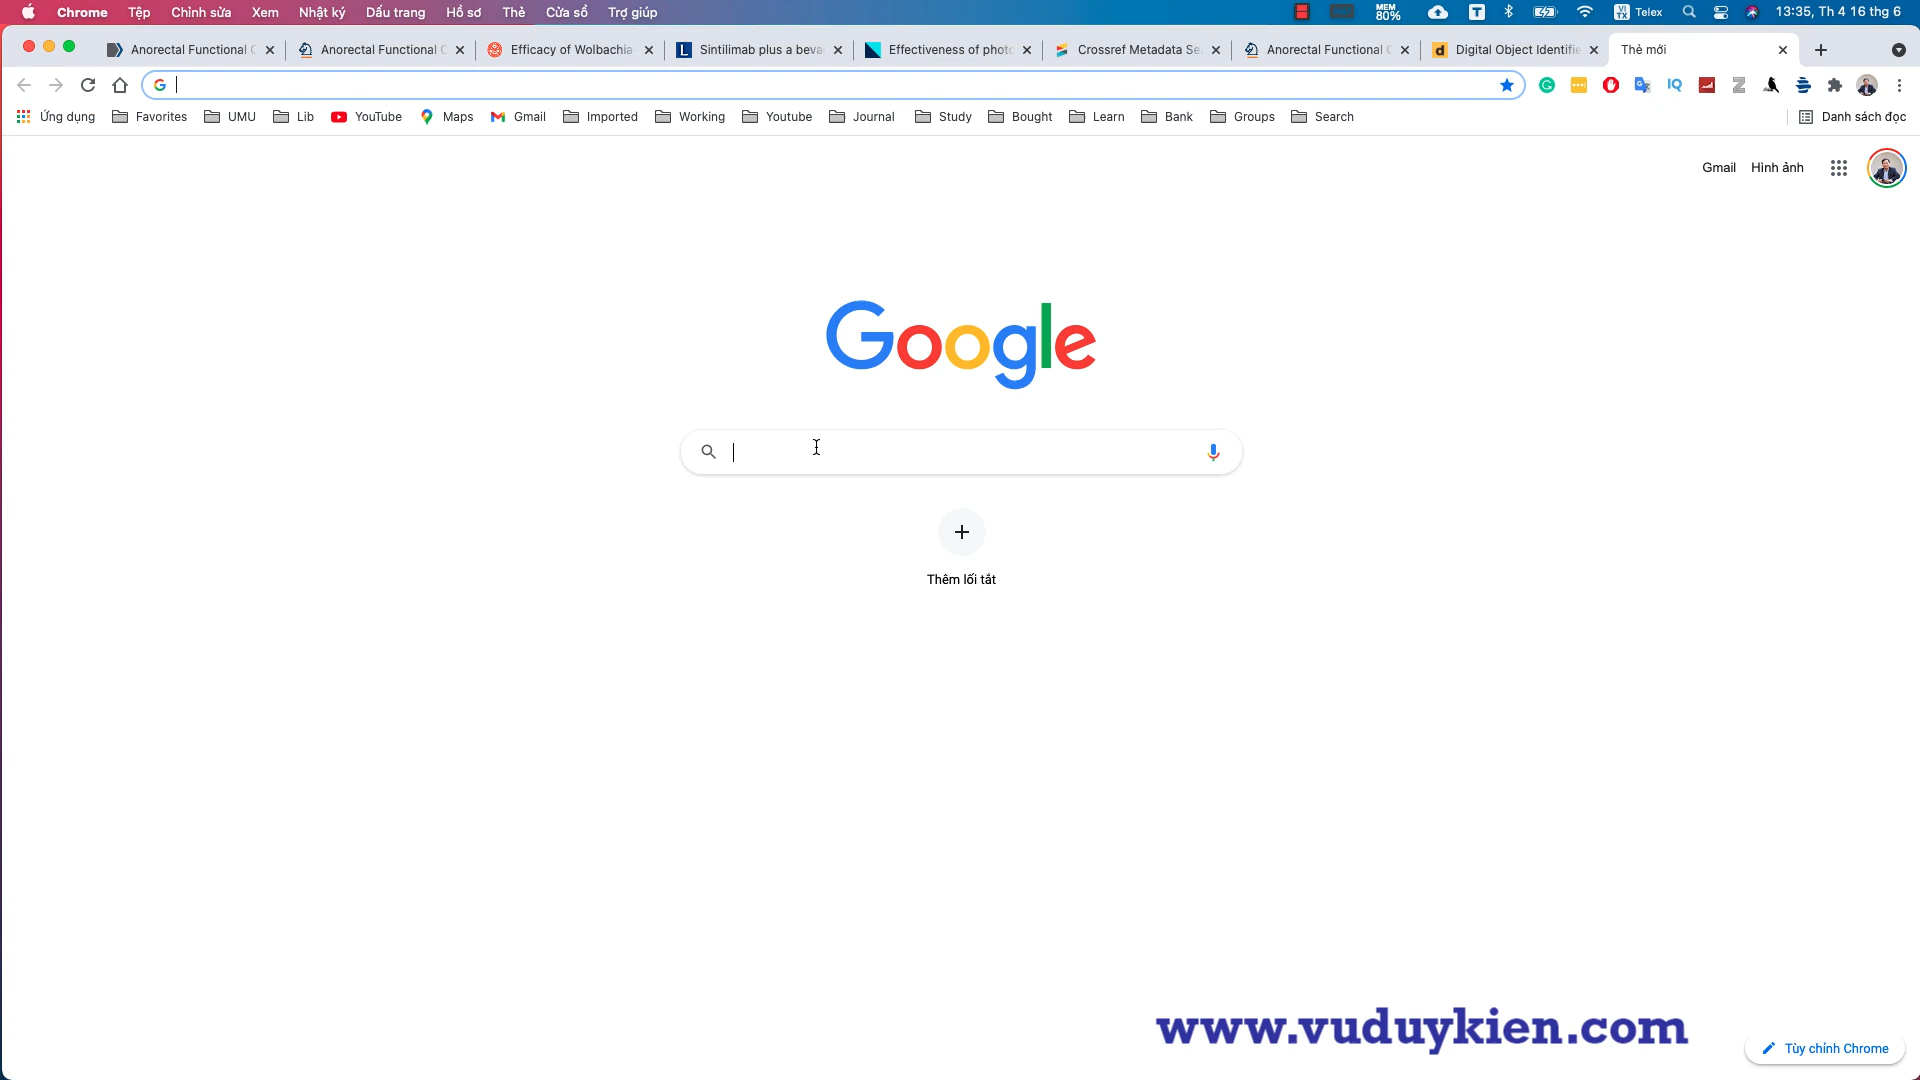 Chrome Tệp Chỉnh sửa Xem Nhật ký Dấu trang Hồ sơ Thẻ Cửa sổ Trợ giúp MEM 80% T VI TX Telex 13:35, Th 4 16 thg 6
Anorectal Functional Anorectal Functional Efficacy of Wolbachia L Sintilimab plus a beva Effectiveness of photo Crossref Metadata Se Anorectal Functional d Digital Object Identifie Thẻ mới
Ứng dụng Favorites UMU Lib YouTube Maps Gmail Imported Working Youtube Journal Study Bought Learn Bank Groups Search Danh sách đọc
Gmail Hình ảnh
Google
Thêm lối tắt
www.vuduykien.com
Tùy chỉnh Chrome